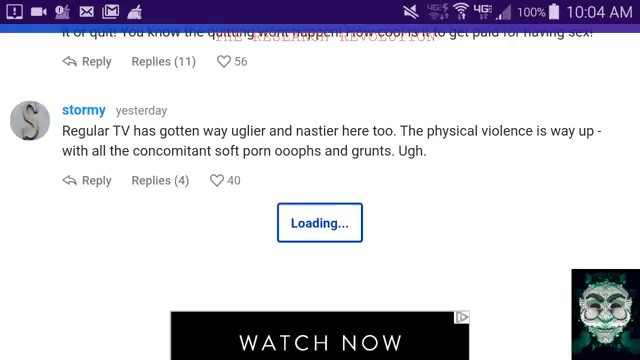 100% 10:04 AM
it or quit! You know the quitting wont happen! How cool is it to get paid for having sex!
THE RESEARCH REVOLUTION
Reply Replies (11) 56
stormy yesterday
Regular TV has gotten way uglier and nastier here too. The physical violence is way up -
with all the concomitant soft porn ooophs and grunts. Ugh.
Reply Replies (4) 40
Loading...
WATCH NOW